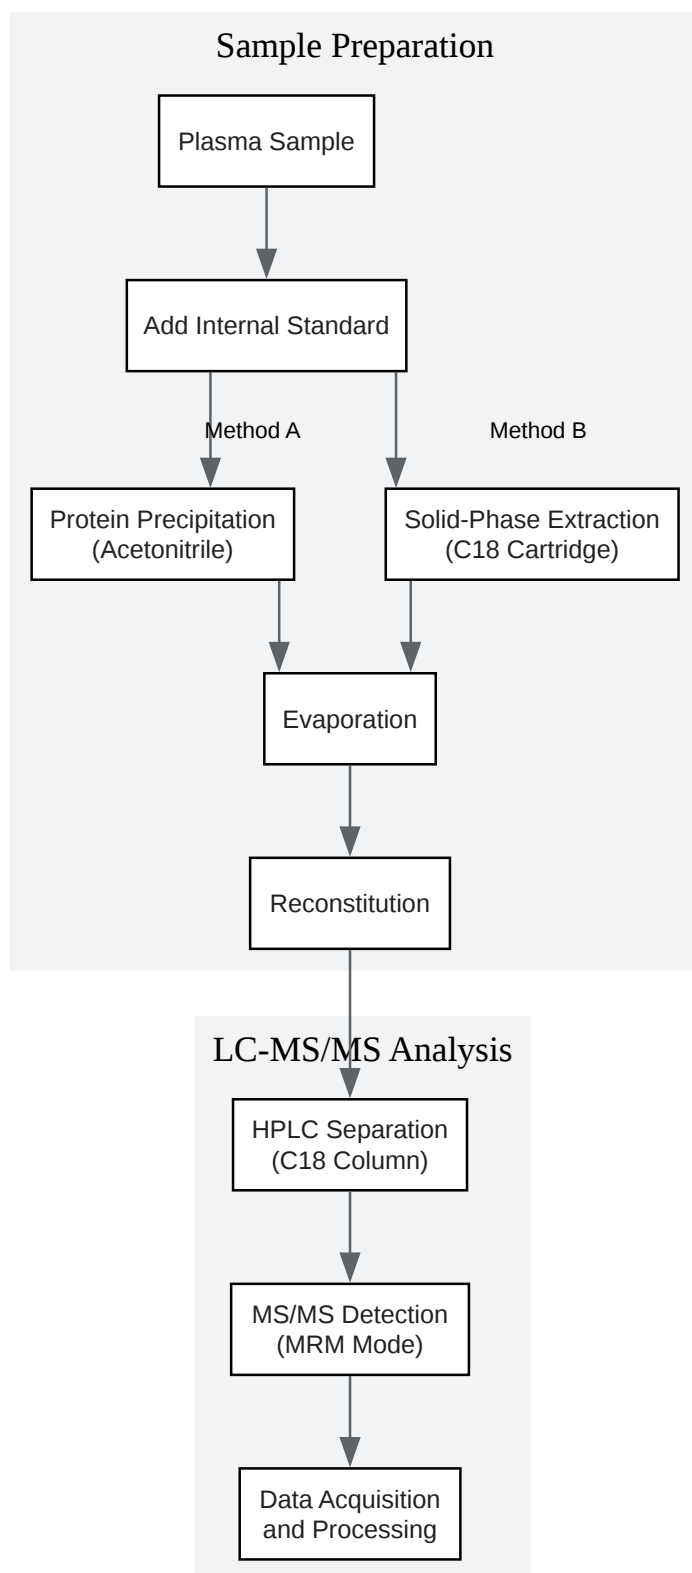 Sample Preparation
Plasma Sample
Add Internal Standard
Method A
Method B
Protein Precipitation
(Acetonitrile)
Solid-Phase Extraction
(C18 Cartridge)
Evaporation
Reconstitution
LC-MS/MS Analysis
HPLC Separation
(C18 Column)
MS/MS Detection
(MRM Mode)
Data Acquisition
and Processing